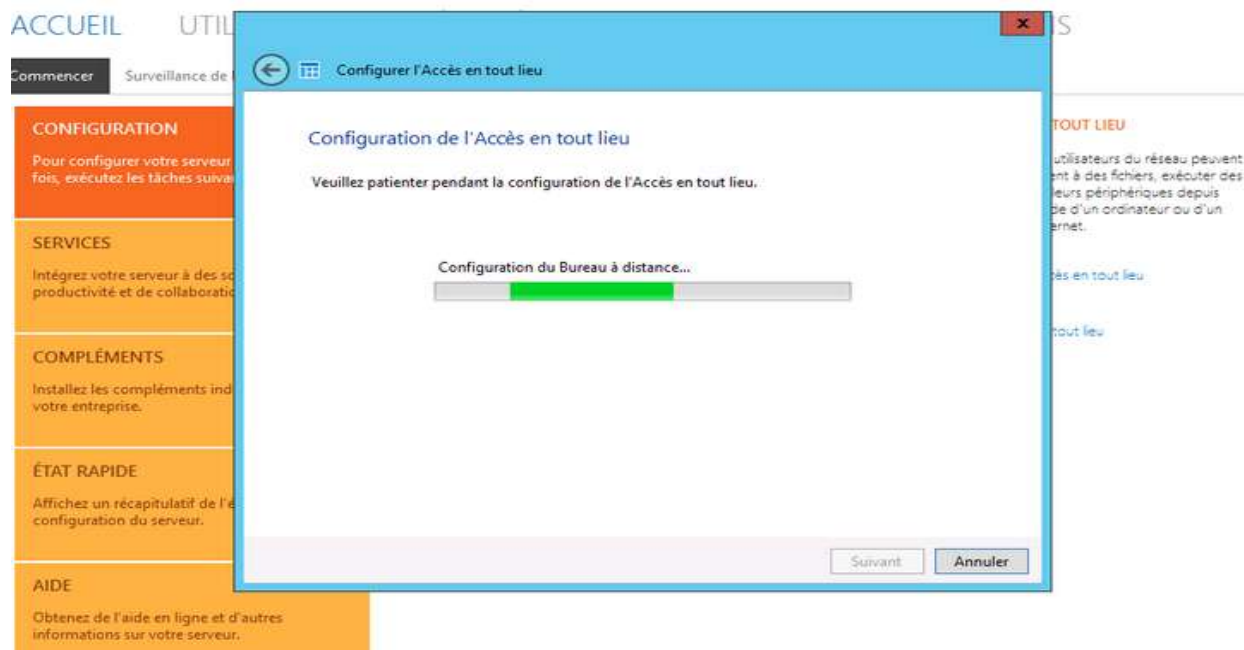 ACCUEIL UTIL
Commencer Surveillance de l
CONFIGURATION
Pour configurer votre serveur
fois, exécutez les tâches suiva
SERVICES
Intégrez votre serveur à des so
productivité et de collaboratio
COMPLÉMENTS
Installez les compléments ind
votre entreprise.
ÉTAT RAPIDE
Affichez un récapitulatif de l'é
configuration du serveur.
AIDE
Obtenez de l'aide en ligne et d'autres
informations sur votre serveur.
Configurer l'Accès en tout lieu
Configuration de l'Accès en tout lieu
Veuillez patienter pendant la configuration de l'Accès en tout lieu.
Configuration du Bureau à distance...
Suivant Annuler
S
TOUT LIEU
utilisateurs du réseau peuvent
ent à des fichiers, exécuter des
leurs périphériques depuis
de d'un ordinateur ou d'un
ernet.
cès en tout lieu
tout lieu